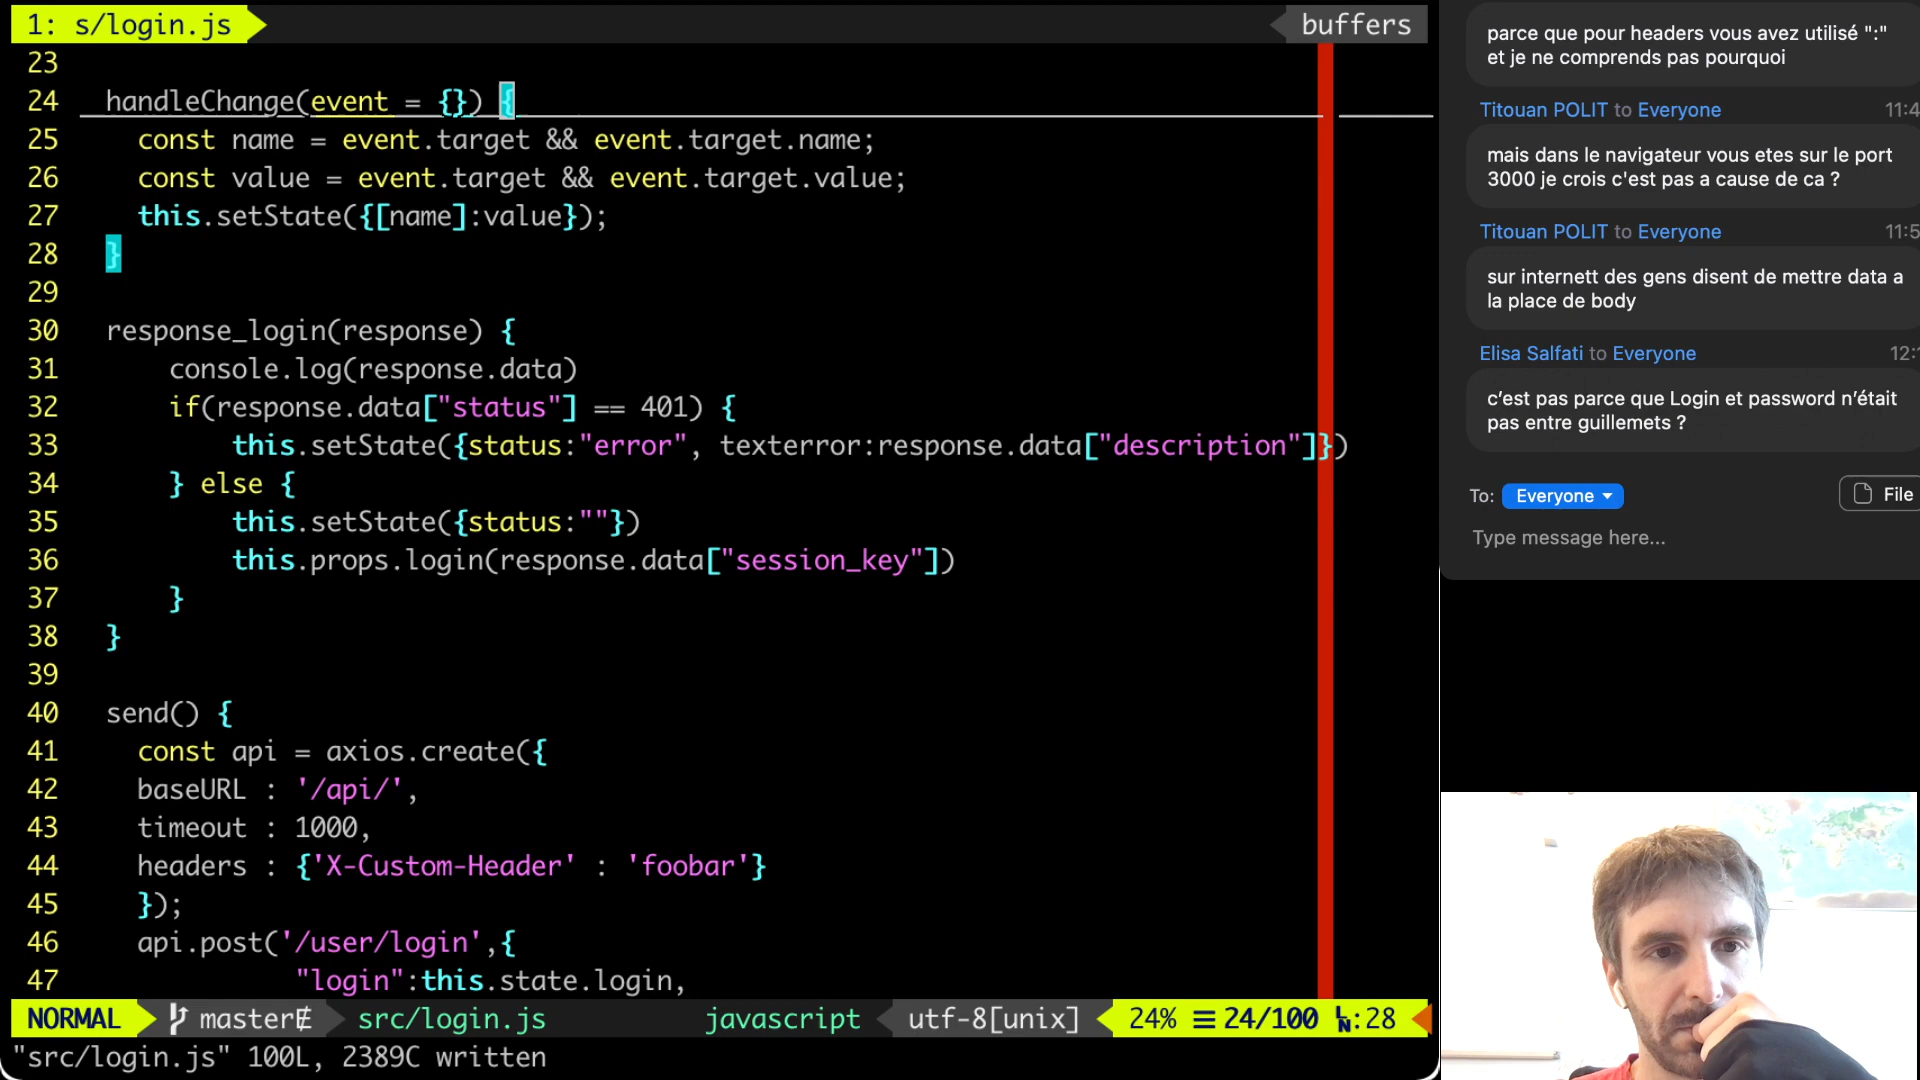 1: s/login.js
buffers
23
24 handleChange(event = {}) {
25 const name = event.target && event.target.name;
26 const value = event.target && event.target.value;
27 this.setState({[name]:value});
28 }
29
30 response_login(response) {
31 console.log(response.data)
32 if(response.data["status"] == 401) {
33 this.setState({status:"error", texterror:response.data["description"]})
34 } else {
35 this.setState({status:""})
36 this.props.login(response.data["session_key"])
37 }
38 }
39
40 send() {
41 const api = axios.create({
42 baseURL : '/api/',
43 timeout : 1000,
44 headers : {'X-Custom-Header' : 'foobar'}
45 });
46 api.post('/user/login',{
47 "login":this.state.login,
NORMAL master src/login.js javascript utf-8[unix] 24% ☰ 24/100 :28
"src/login.js" 100L, 2389C written
parce que pour headers vous avez utilisé ":"
et je ne comprends pas pourquoi
Titouan POLIT to Everyone 11:4
mais dans le navigateur vous etes sur le port
3000 je crois c'est pas a cause de ca ?
Titouan POLIT to Everyone 11:5
sur internett des gens disent de mettre data a
la place de body
Elisa Salfati to Everyone 12:
c'est pas parce que Login et password n'était
pas entre guillemets ?
To: Everyone File
Type message here...